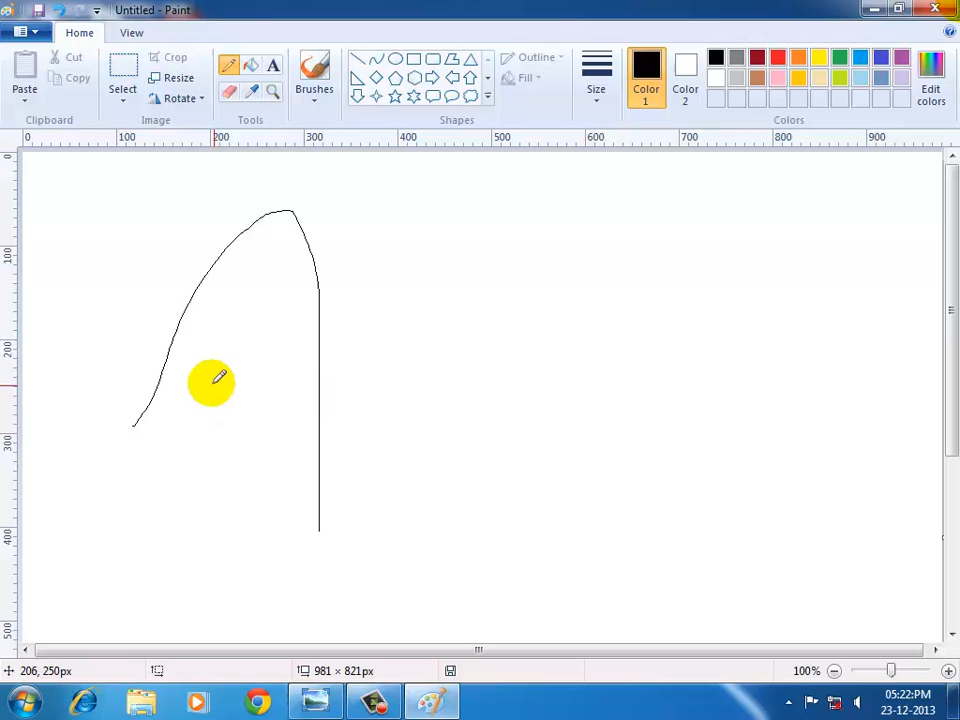 Untitled - Paint
Home View
Paste
Cut
Copy
Clipboard
Select
Crop
Resize
Rotate
Image
A
Tools
Brushes
Outline
Fill
Shapes
Size
Color 1
Color 2
Edit colors
Colors
0 100 200 300 400 500 600 700 800 900
0
100
200
300
400
500
206, 250px
981 × 821px
100%
05:22:PM
23-12-2013